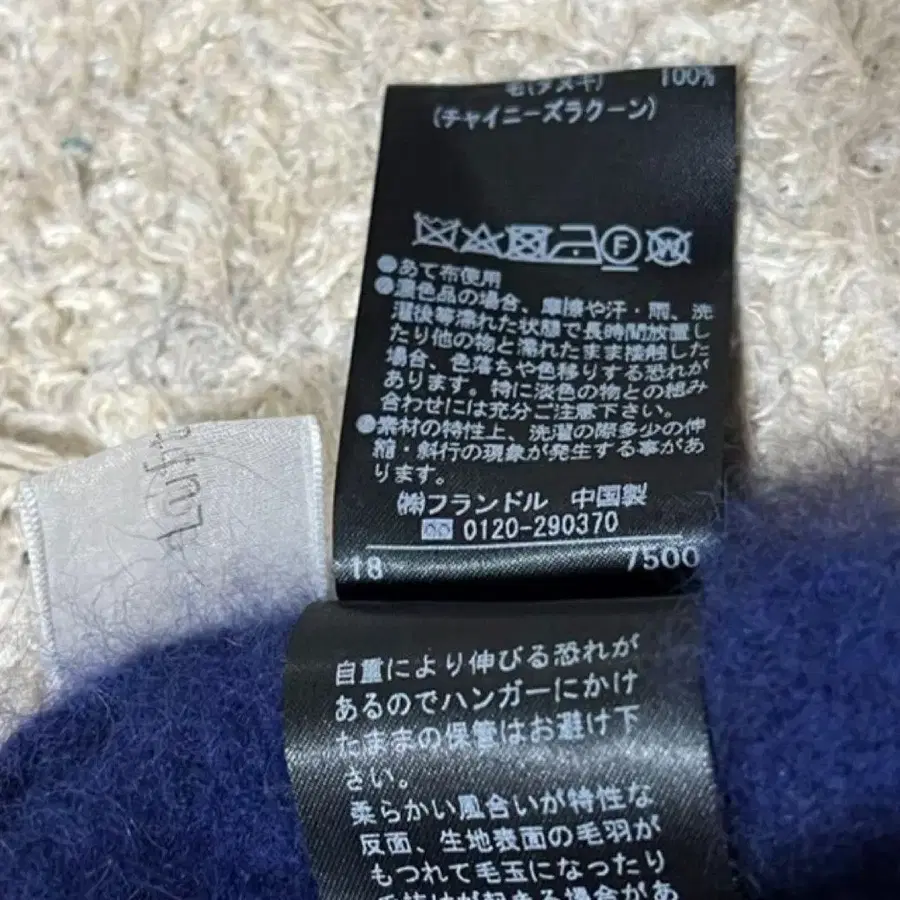 毛(タヌキ) 100%
(チャイニーズラクーン)
F W
●あて布使用
●濃色品の場合、摩擦や汗・雨、洗
濯後等濡れた状態で長時間放置し
たり他の物と濡れたまま接触した
場合、色落ちや色移りする恐れが
あります。特に淡色の物との組み
合わせには充分ご注意下さい。
●素材の特性上、洗濯の際多少の伸
縮・斜行の現象が発生する事があ
ります。
㈱フランドル 中国製
0120-290370
18 7500
自重により伸びる恐れが
あるのでハンガーにかけ
たままの保管はお避け下
さい。
柔らかい風合いが特性な
反面、生地表面の毛羽が
もつれて毛玉になったり
毛抜けが起きる場合があ